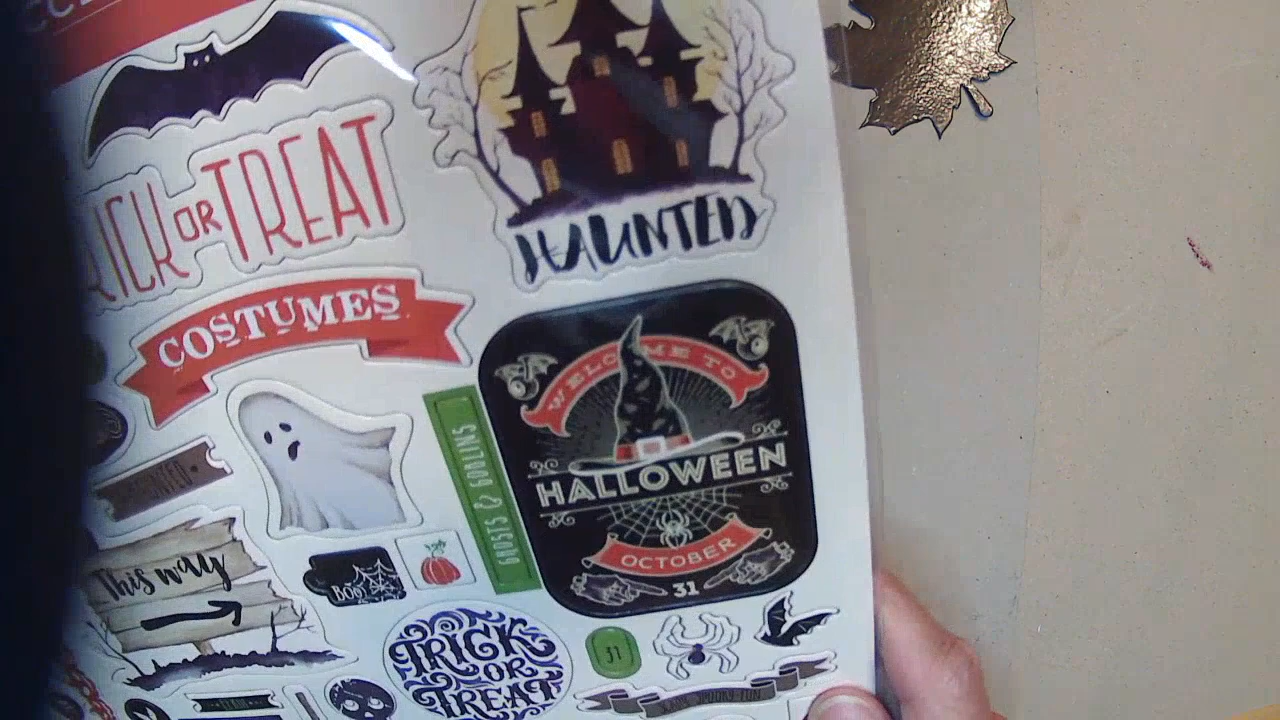 TRICK OR TREAT
HAUNTED
COSTUMES
WELCOME TO
HALLOWEEN
OCTOBER
31
GHOSTS & GOBLINS
This way
BOO!
TRICK
OR
TREAT
31